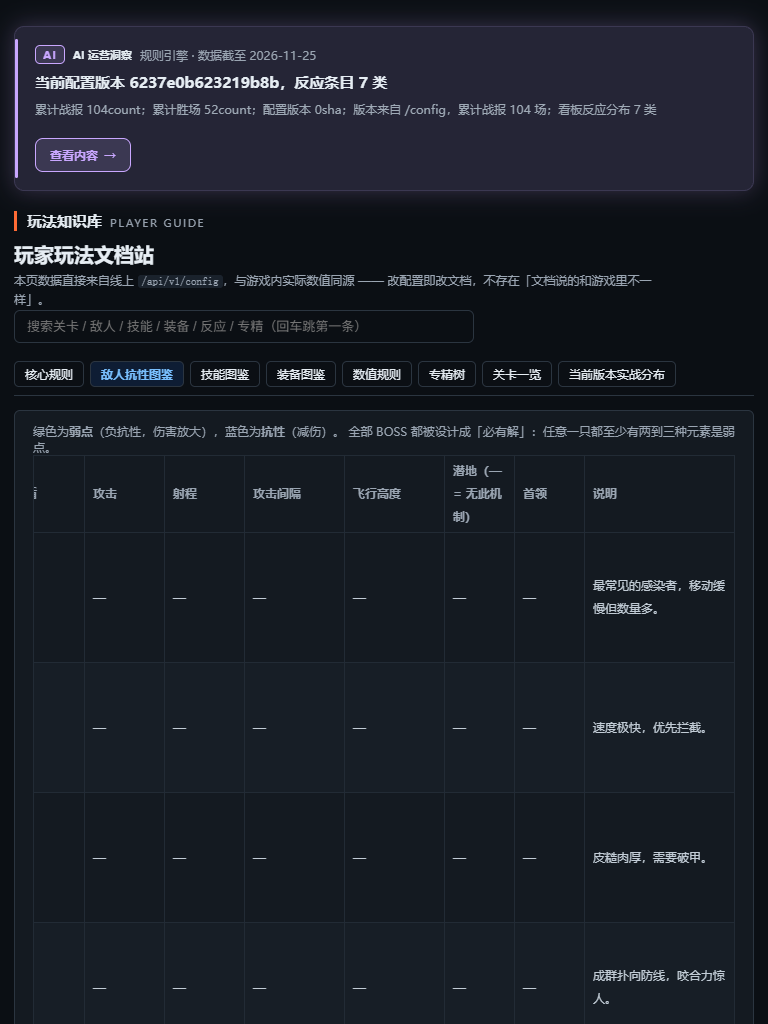 AI AI 运营洞察 规则引擎 · 数据截至 2026-11-25
当前配置版本 6237e0b623219b8b，反应条目 7 类
累计战报 104count；累计胜场 52count；配置版本 0sha；版本来自 /config，累计战报 104 场；看板反应分布 7 类
查看内容 →
玩法知识库 PLAYER GUIDE
玩家玩法文档站
本页数据直接来自线上 /api/v1/config，与游戏内实际数值同源 —— 改配置即改文档，不存在「文档说的和游戏里不一
样」。
搜索关卡 / 敌人 / 技能 / 装备 / 反应 / 专精（回车跳第一条）
核心规则 敌人抗性图鉴 技能图鉴 装备图鉴 数值规则 专精树 关卡一览 当前版本实战分布
绿色为弱点（负抗性，伤害放大），蓝色为抗性（减伤）。 全部 BOSS 都被设计成「必有解」：任意一只都至少有两到三种元素是弱
点。
攻击 射程 攻击间隔 飞行高度 潜地（— = 无此机制） 首领 说明
— — — — — — 最常见的感染者，移动缓
慢但数量多。
— — — — — — 速度极快，优先拦截。
— — — — — — 皮糙肉厚，需要破甲。
— — — — — — 成群扑向防线，咬合力惊
人。